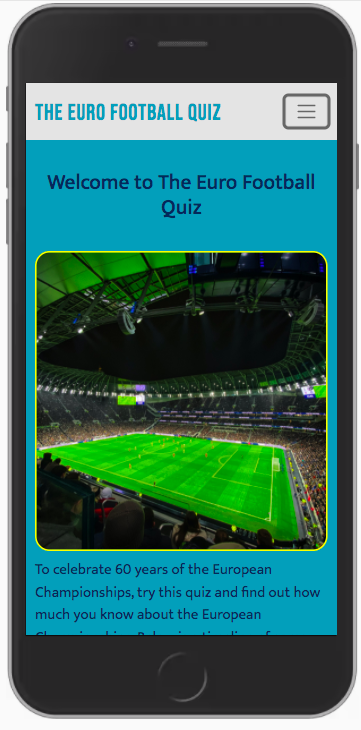 THE EURO FOOTBALL QUIZ
Welcome to The Euro Football
Quiz
To celebrate 60 years of the European
Championships, try this quiz and find out how
much you know about the European